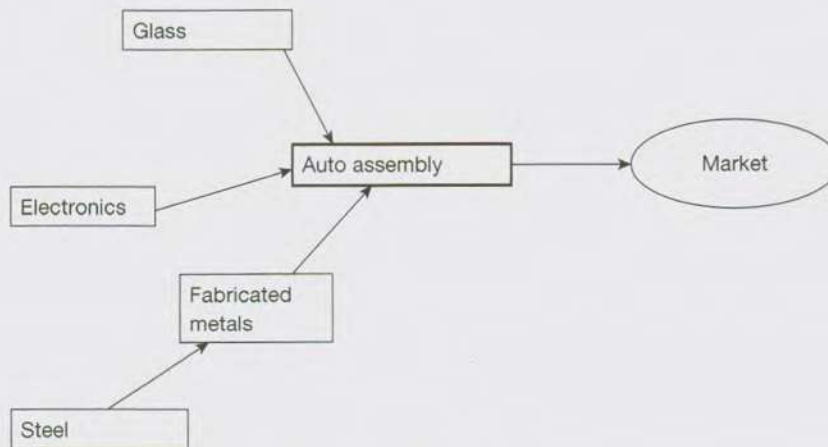 Glass
Auto assembly
Market
Electronics
Fabricated
metals
Steel